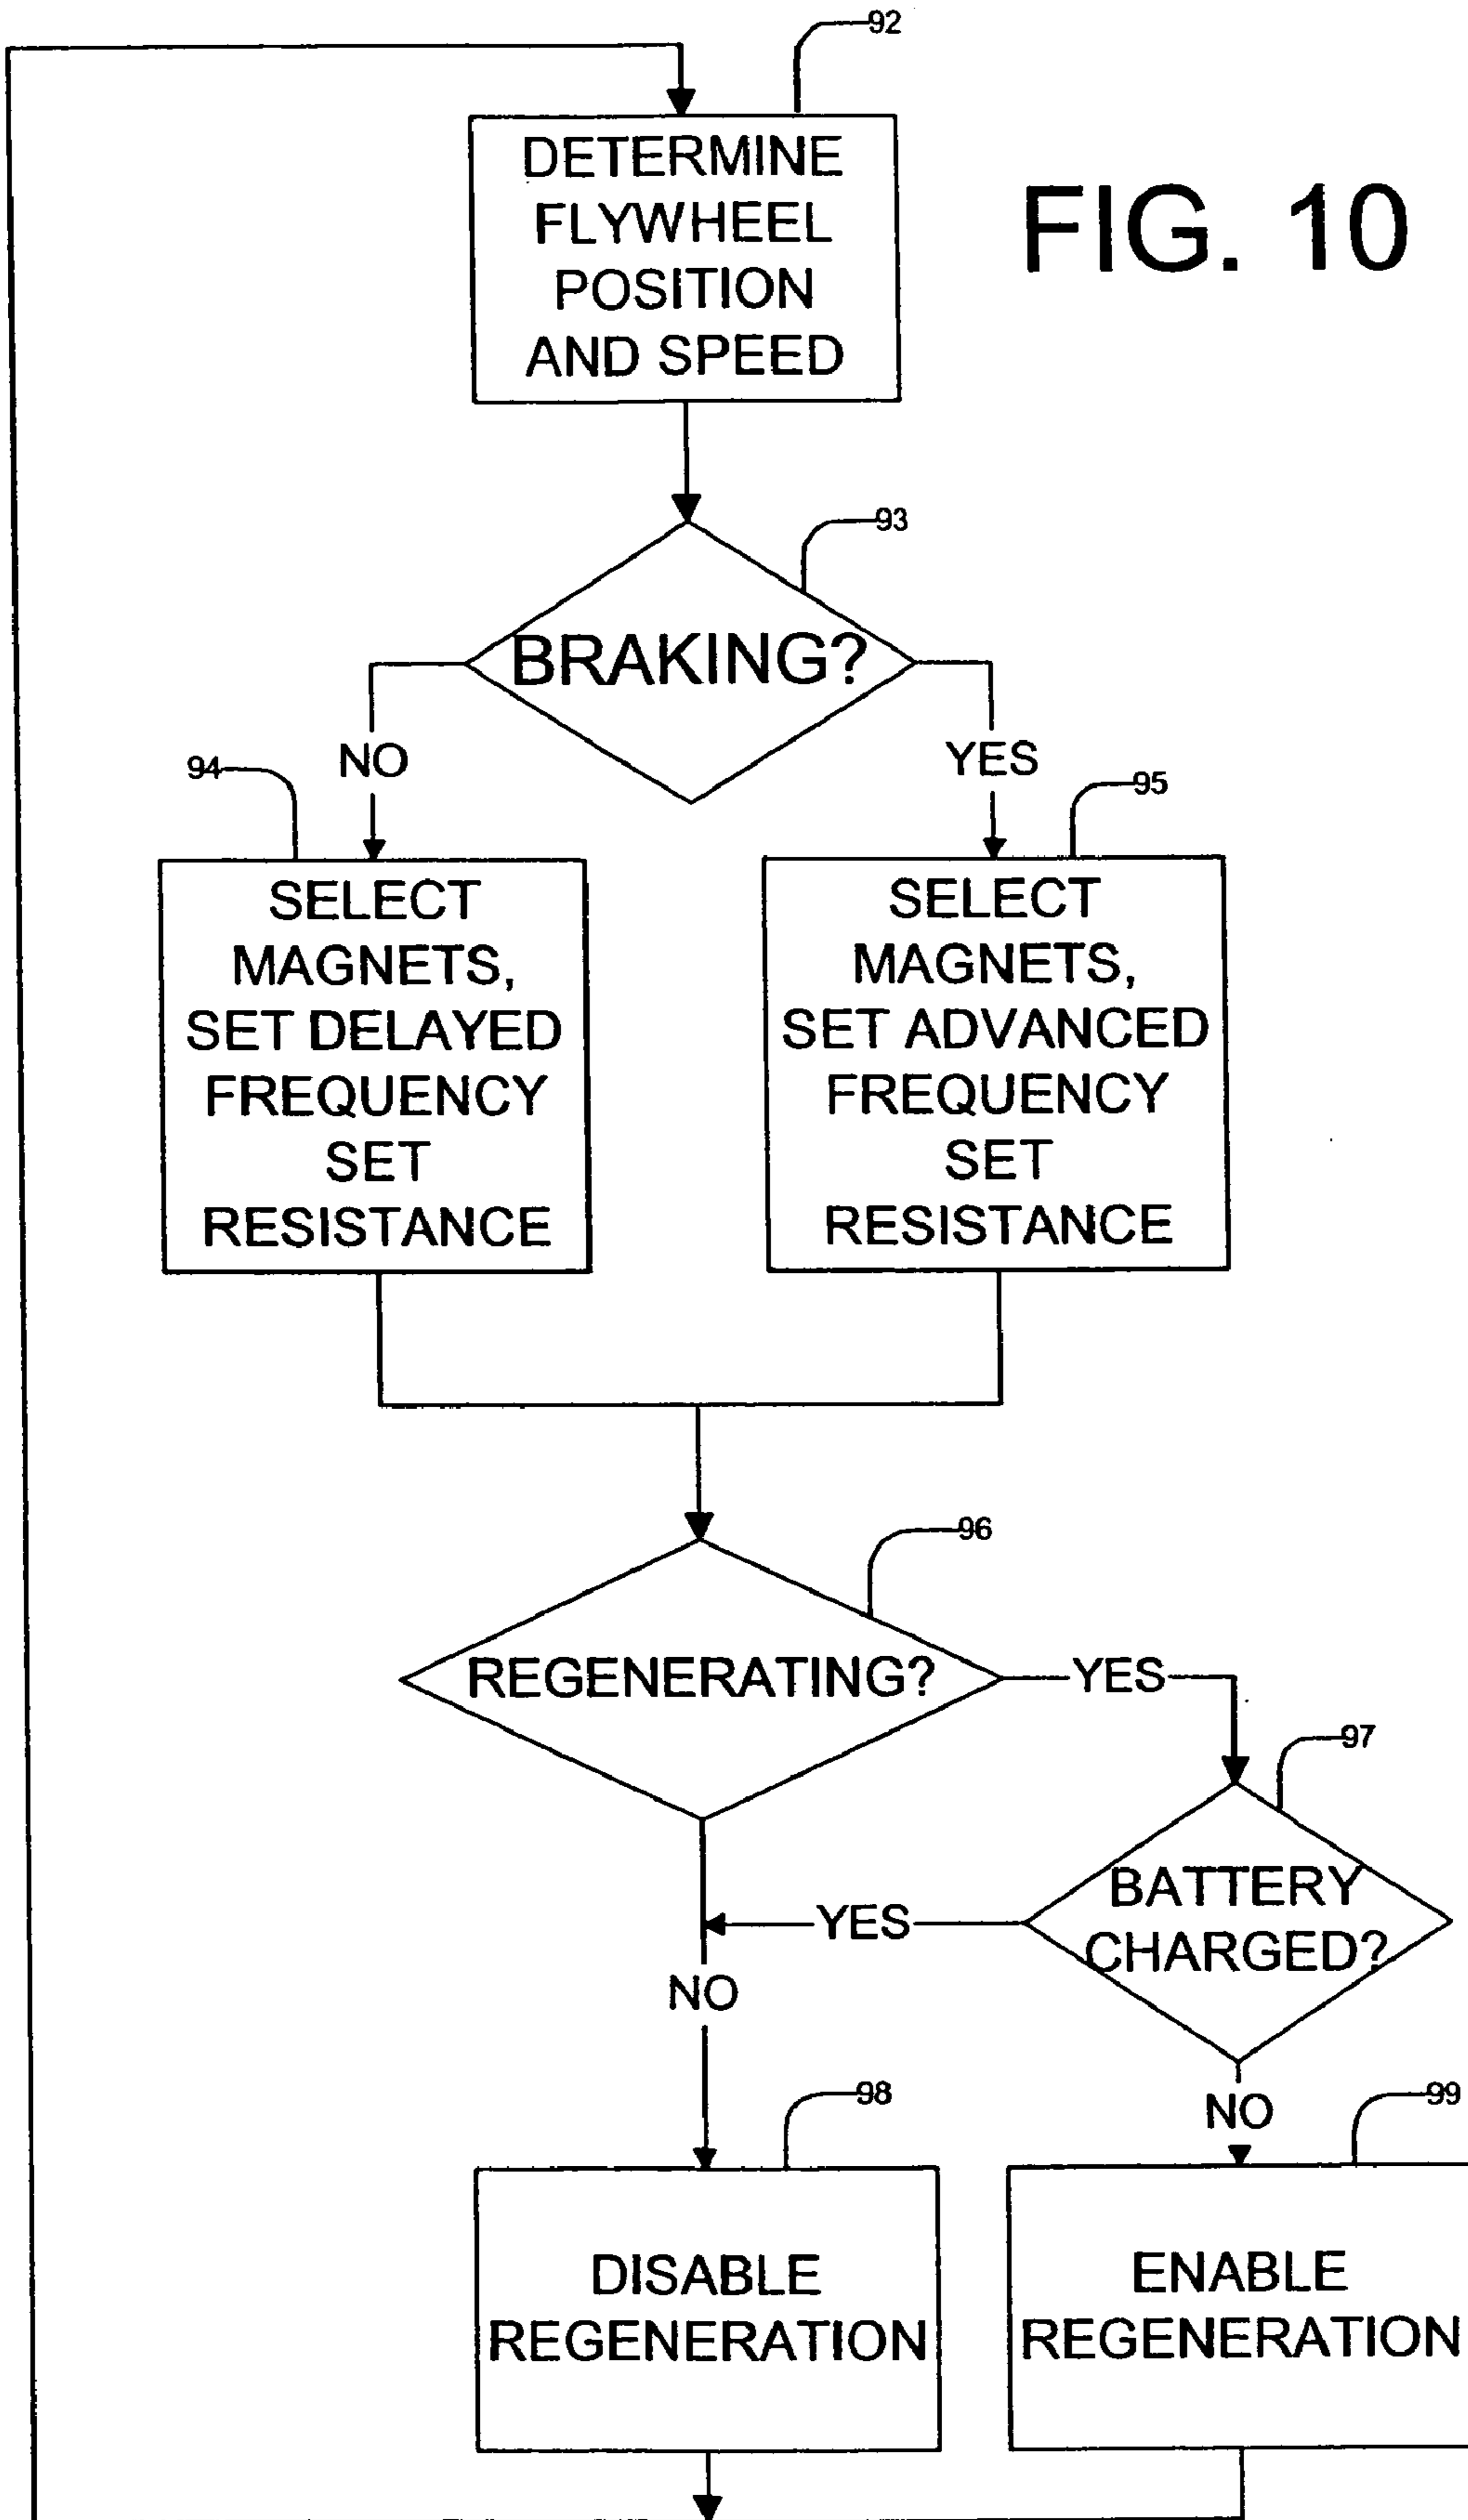 92
DETERMINE
FLYWHEEL
POSITION
AND SPEED
FIG. 10
93
BRAKING?
NO
YES
94
95
SELECT
MAGNETS,
SET DELAYED
FREQUENCY
SET
RESISTANCE
SELECT
MAGNETS,
SET ADVANCED
FREQUENCY
SET
RESISTANCE
96
REGENERATING?
YES
97
BATTERY
CHARGED?
YES
NO
98
NO
99
DISABLE
REGENERATION
ENABLE
REGENERATION